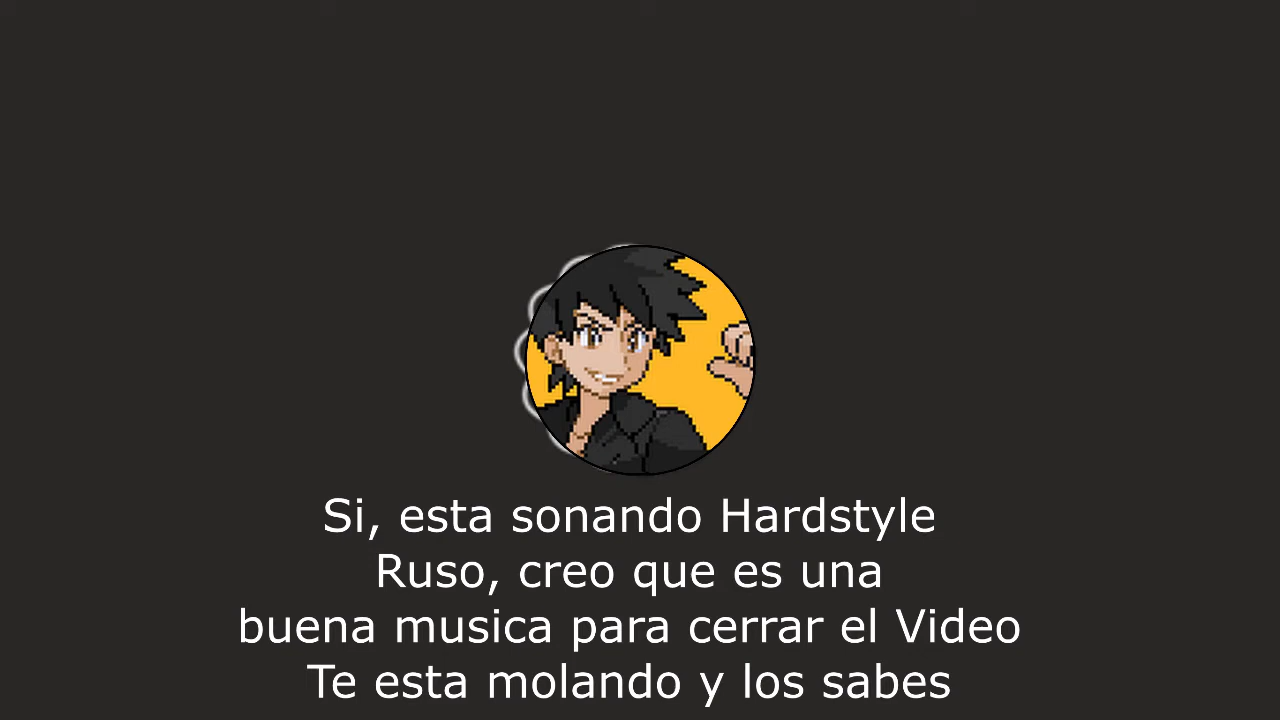 Si, esta sonando Hardstyle
Ruso, creo que es una
buena musica para cerrar el Video
Te esta molando y los sabes